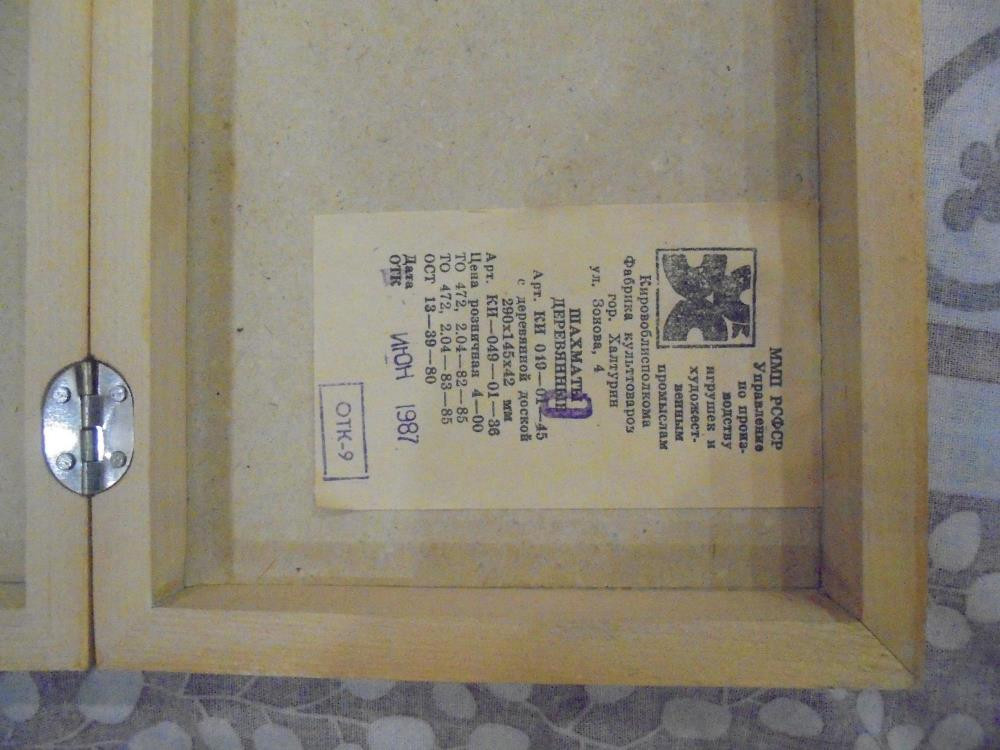 ММП РСФСР
Управление
по произ-
водству
игрушек и
художест-
венным
промыслам
Кировоблисполкома
Фабрика культтоваров
гор. Халтурин
ул. Зонова, 4
ШАХМАТЫ
ДЕРЕВЯННЫЕ
Арт. КИ 049—01—45
с деревянной доской
290х145х42 мм
Арт. КИ—049—01—36
Цена розничная 4—00
ТО 472, 2.04—82—85
ТО 472, 2.04—83—85
ОСТ 13—39—80
Дата ИЮН 1987
ОТК
ОТК-9